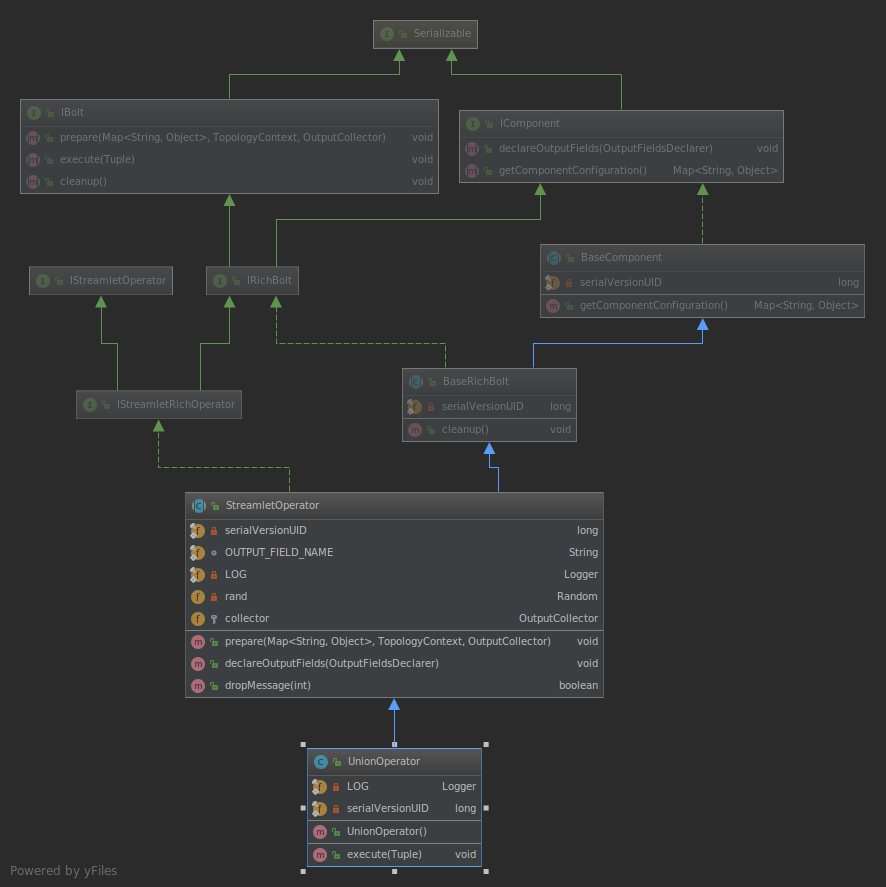 Serializable
IBolt
prepare(Map<String, Object>, TopologyContext, OutputCollector) void
execute(Tuple) void
cleanup() void
IComponent
declareOutputFields(OutputFieldsDeclarer) void
getComponentConfiguration() Map<String, Object>
IStreamletOperator
IRichBolt
BaseComponent
serialVersionUID long
getComponentConfiguration() Map<String, Object>
IStreamletRichOperator
BaseRichBolt
serialVersionUID long
cleanup() void
StreamletOperator
serialVersionUID long
OUTPUT_FIELD_NAME String
LOG Logger
rand Random
collector OutputCollector
prepare(Map<String, Object>, TopologyContext, OutputCollector) void
declareOutputFields(OutputFieldsDeclarer) void
dropMessage(int) boolean
UnionOperator
LOG Logger
serialVersionUID long
UnionOperator()
execute(Tuple) void
Powered by yFiles